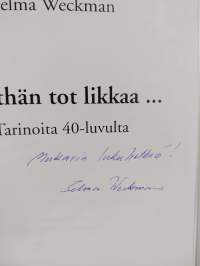 elma Weckman
thän tot likkaa ...
Tarinoita 40-luvulta
Mukavia lukuhetkiä!
Selma Weckman